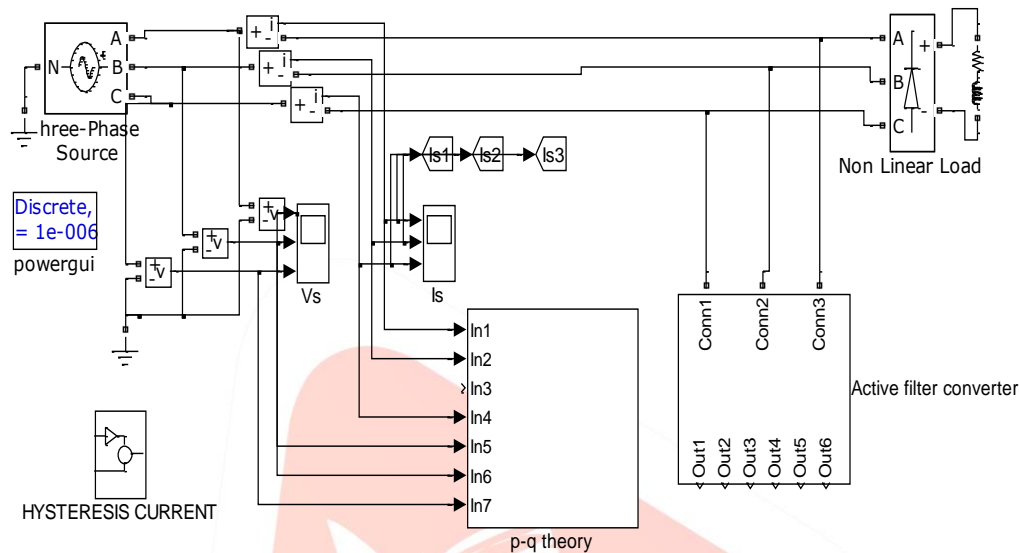 A
N
B
C
hree-Phase
Source
i
+
-
i
+
-
i
+
-
A
B
C
+
-
Non Linear Load
Is1
Is2
Is3
Discrete,
= 1e-006
powergui
+
-
v
+
-
v
+
-
v
Vs
Is
In1
In2
In3
In4
In5
In6
In7
p-q theory
Conn1
Conn2
Conn3
Out1
Out2
Out3
Out4
Out5
Out6
Active filter converter
HYSTERESIS CURRENT